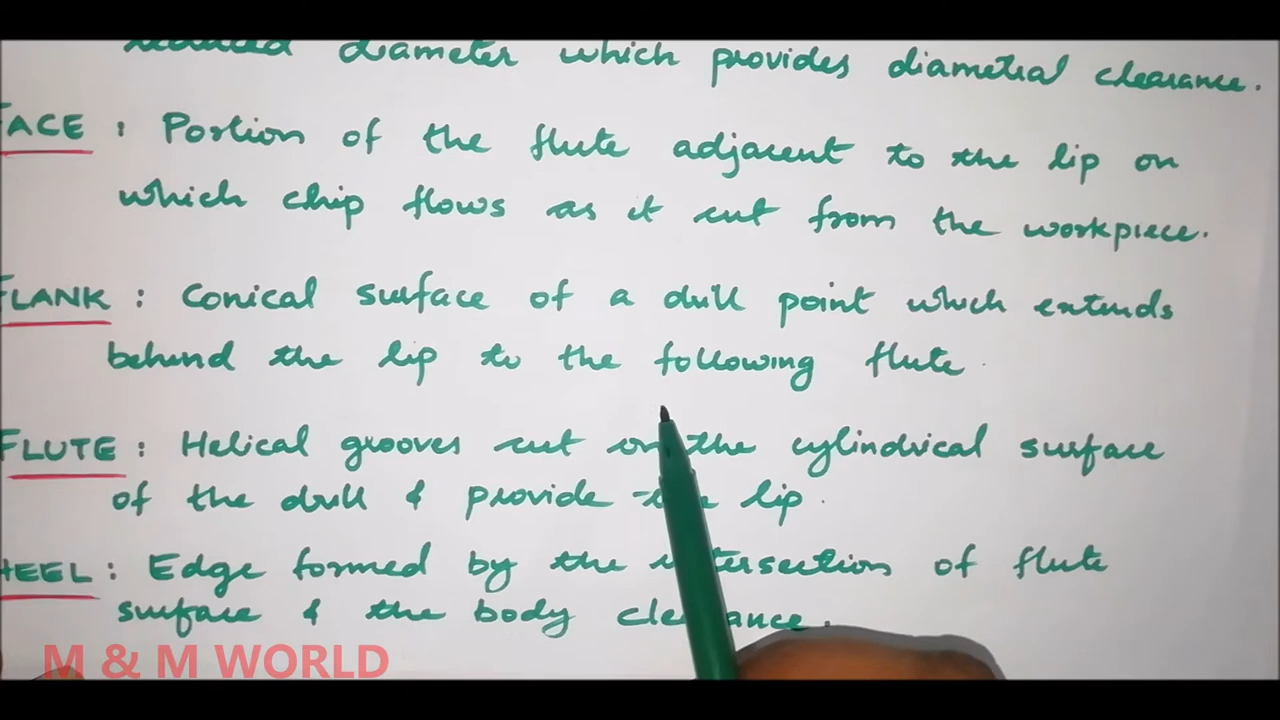 reduced diameter which provides diametral clearance.
FACE : Portion of the flute adjacent to the lip on
which chip flows as it cut from the workpiece.
FLANK : Conical surface of a drill point which extends
behind the lip to the following flute.
FLUTE : Helical grooves cut on the cylindrical surface
of the drill & provide the lip.
HEEL : Edge formed by the intersection of flute
surface & the body clearance.
M & M WORLD